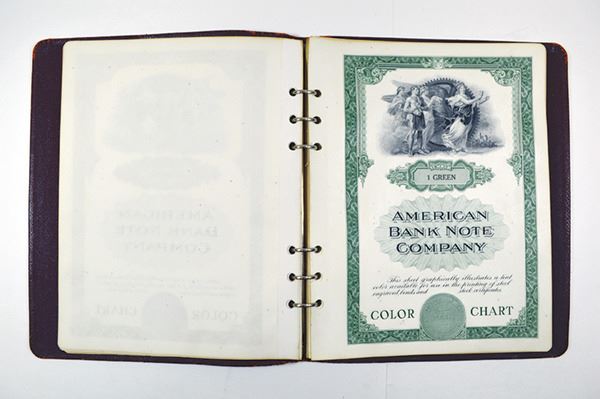 1 GREEN
AMERICAN
BANK NOTE
COMPANY
This sheet graphically illustrates a tint
color available for use in the printing of steel
engraved bonds and stock certificates
COLOR CHART